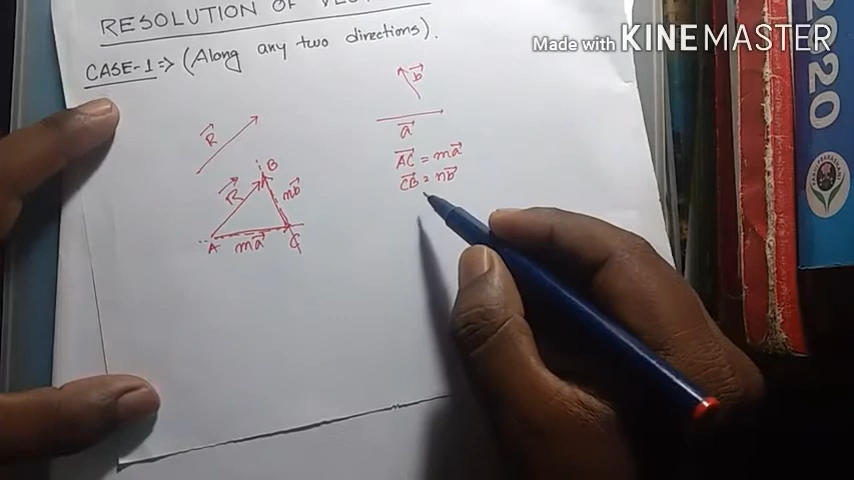 Made with KINEMASTER
RESOLUTION OF
CASE-1 => (Along any two directions).
b
R
a
AC = ma
CB = nb
B
R
nb
A
ma
C
2020